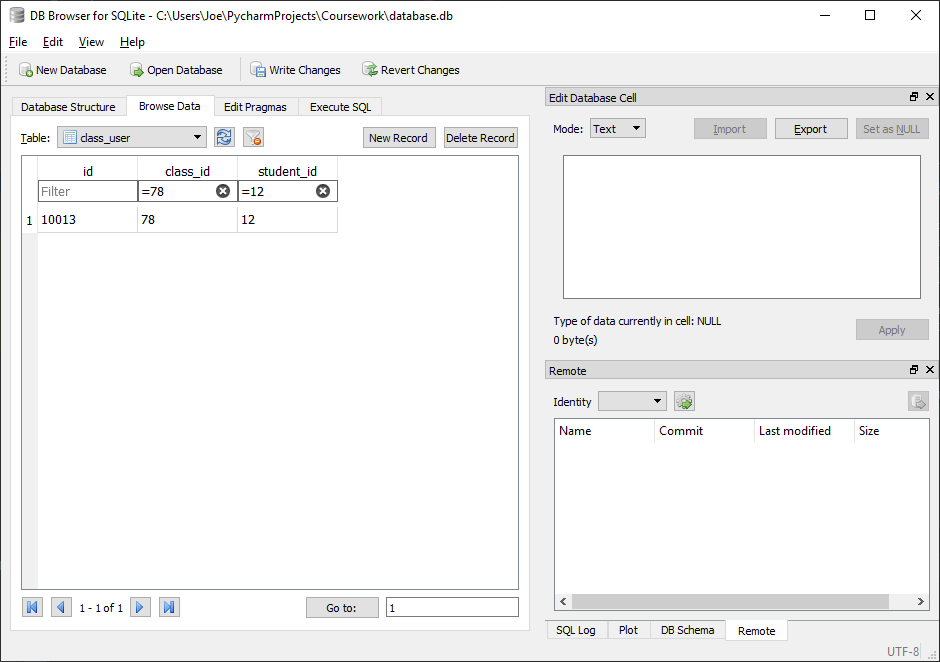 DB Browser for SQLite - C:\Users\Joe\PycharmProjects\Coursework\database.db
File Edit View Help
New Database Open Database Write Changes Revert Changes
Database Structure Browse Data Edit Pragmas Execute SQL
Table: class_user New Record Delete Record
id class_id student_id
Filter =78 =12
1 10013 78 12
1 - 1 of 1 Go to: 1
Edit Database Cell
Mode: Text Import Export Set as NULL
Type of data currently in cell: NULL
0 byte(s)
Apply
Remote
Identity
Name Commit Last modified Size
SQL Log Plot DB Schema Remote
UTF-8